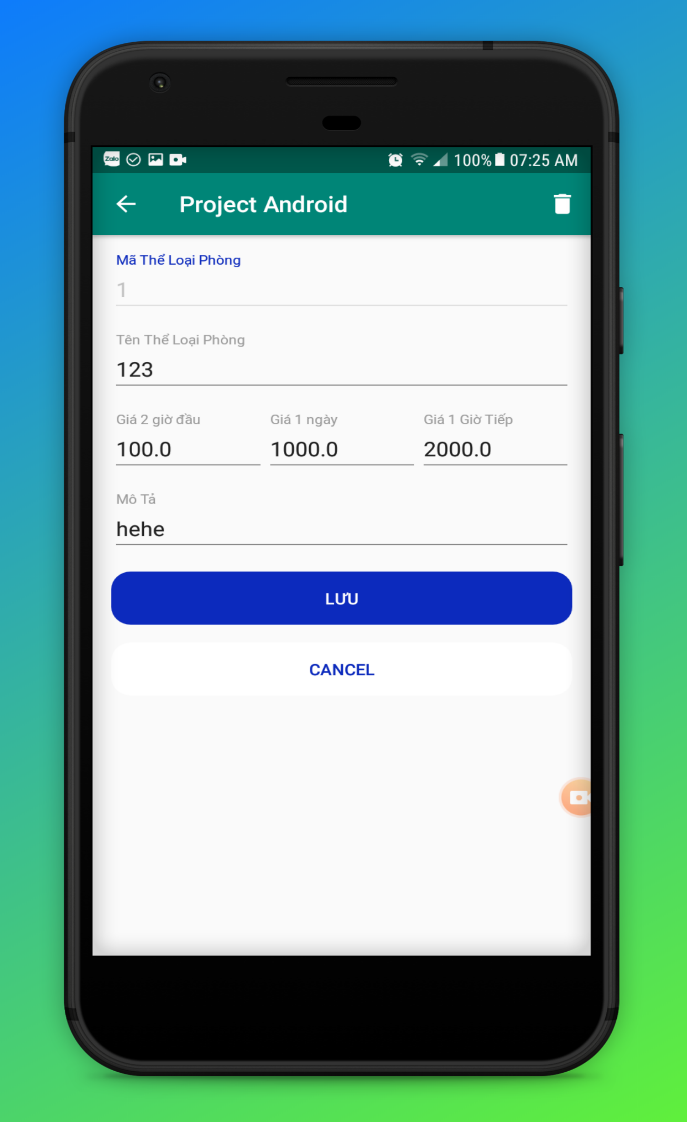 Zalo 100% 07:25 AM
Project Android
Mã Thể Loại Phòng
1
Tên Thể Loại Phòng
123
Giá 2 giờ đầu Giá 1 ngày Giá 1 Giờ Tiếp
100.0 1000.0 2000.0
Mô Tả
hehe
LƯU
CANCEL